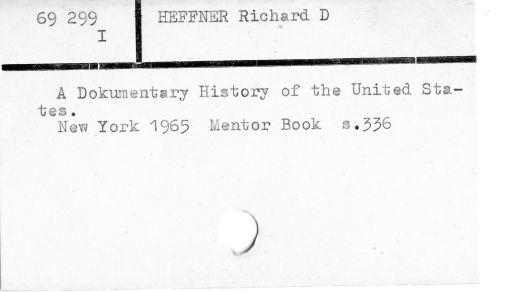 69 299
I
HEFFNER Richard D
A Dokumentary History of the United Sta-
tes.
New York 1965 Mentor Book s.336